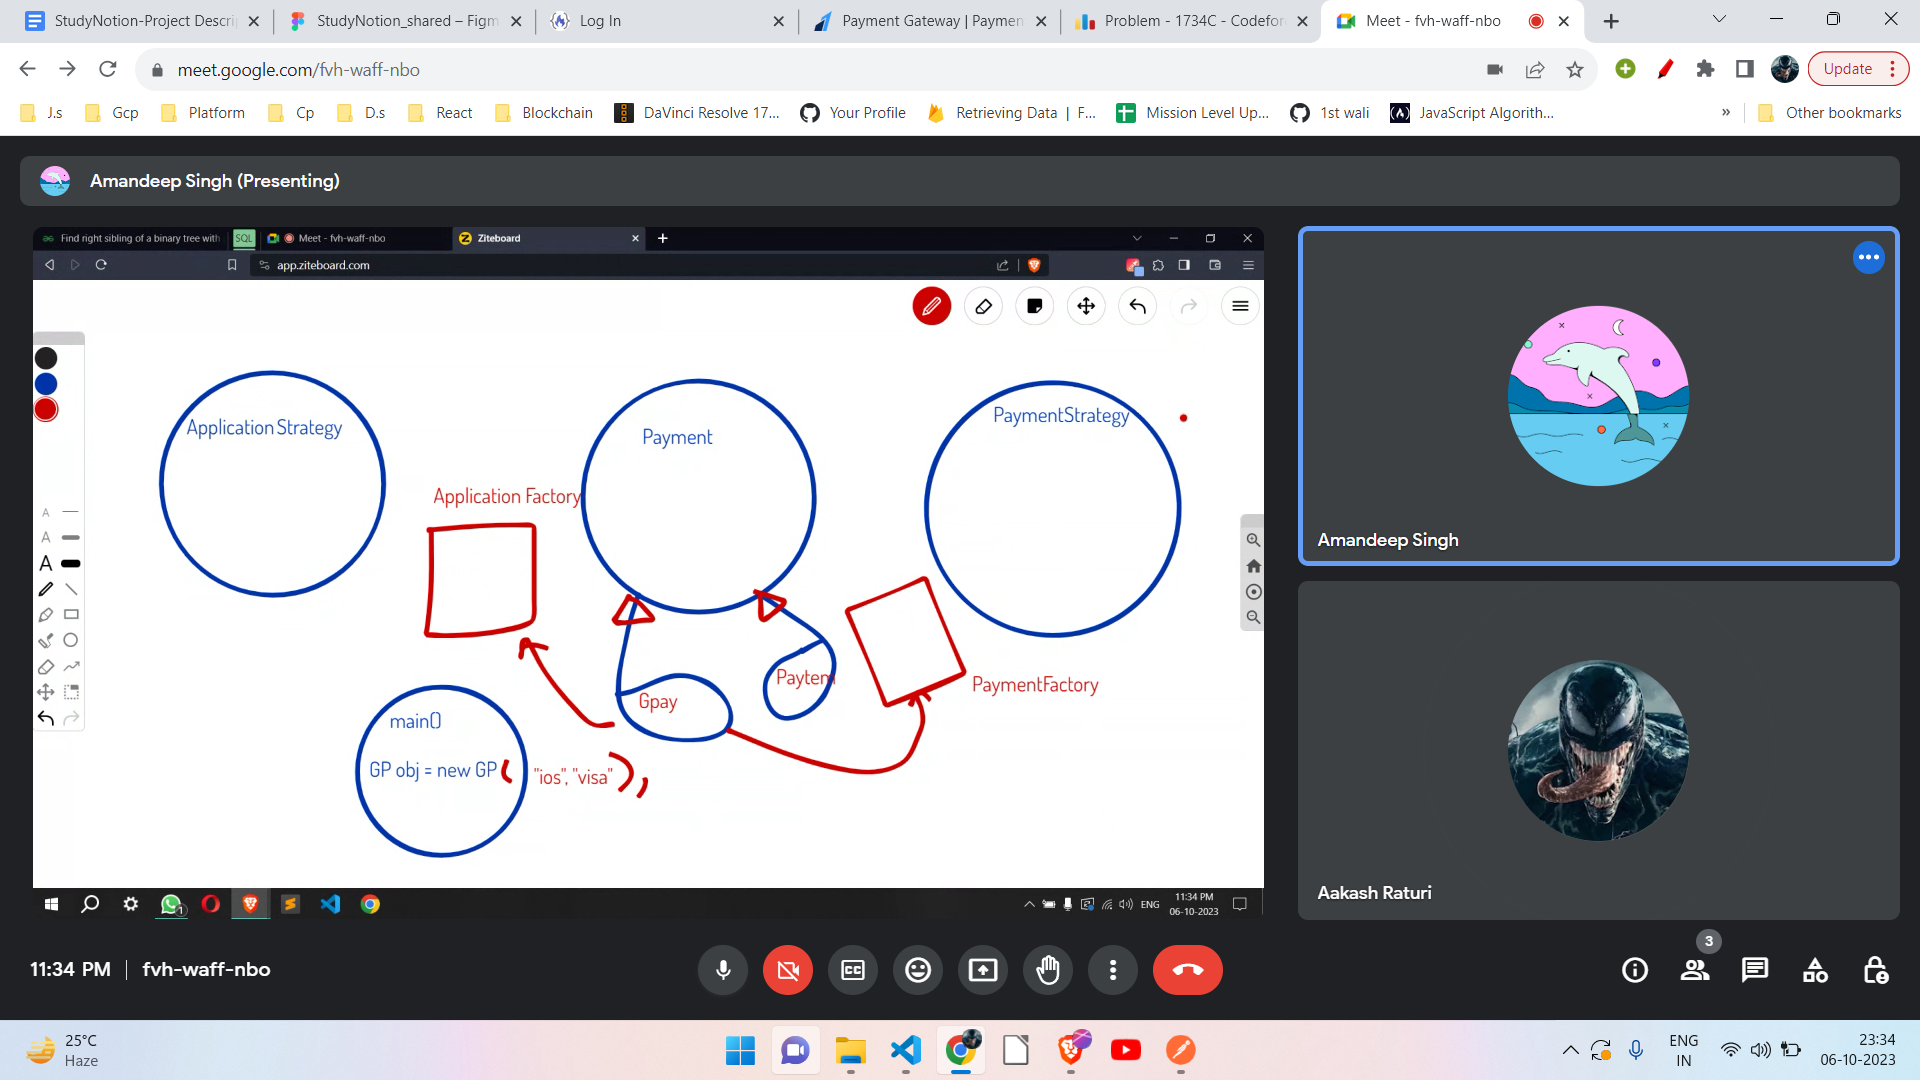 StudyNotion-Project Descri
StudyNotion_shared – Figm
Log In
Payment Gateway | Paymen
Problem - 1734C - Codefor
Meet - fvh-waff-nbo
meet.google.com/fvh-waff-nbo
Update
J.s
Gcp
Platform
Cp
D.s
React
Blockchain
DaVinci Resolve 17...
Your Profile
Retrieving Data | F...
Mission Level Up...
1st wali
JavaScript Algorith...
»
Other bookmarks
Amandeep Singh (Presenting)
Find right sibling of a binary tree with
SQL
Meet - fvh-waff-nbo
Ziteboard
app.ziteboard.com
Application Strategy
Payment
PaymentStrategy
Application Factory
Gpay
Paytem
PaymentFactory
main()
GP obj = new GP ( "ios", "visa" ),
A
A
A
Amandeep Singh
Aakash Raturi
1
ENG
11:34 PM
06-10-2023
11:34 PM | fvh-waff-nbo
3
25°C
Haze
ENG
IN
23:34
06-10-2023